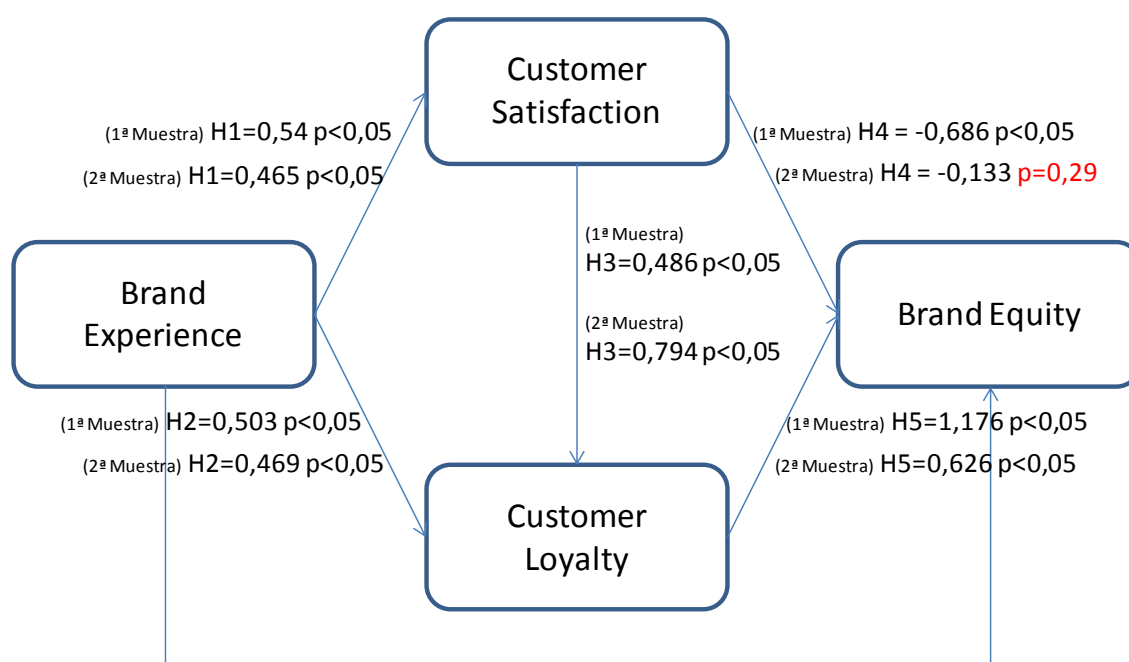 Customer
Satisfaction
(1ª Muestra) H1=0,54 p<0,05
(2ª Muestra) H1=0,465 p<0,05
(1ª Muestra) H4 = -0,686 p<0,05
(2ª Muestra) H4 = -0,133 p=0,29
(1ª Muestra)
H3=0,486 p<0,05
(2ª Muestra)
H3=0,794 p<0,05
Brand
Experience
Brand Equity
(1ª Muestra) H2=0,503 p<0,05
(2ª Muestra) H2=0,469 p<0,05
(1ª Muestra) H5=1,176 p<0,05
(2ª Muestra) H5=0,626 p<0,05
Customer
Loyalty